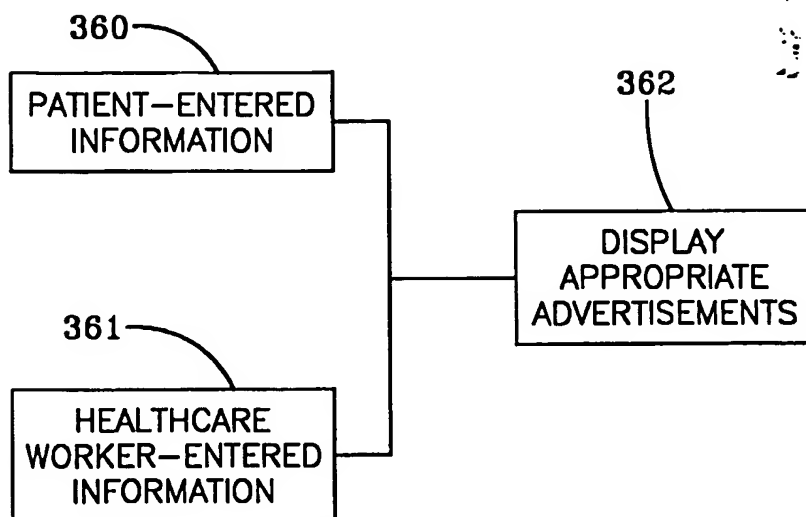 360
PATIENT-ENTERED
INFORMATION
362
DISPLAY
APPROPRIATE
ADVERTISEMENTS
361
HEALTHCARE
WORKER-ENTERED
INFORMATION